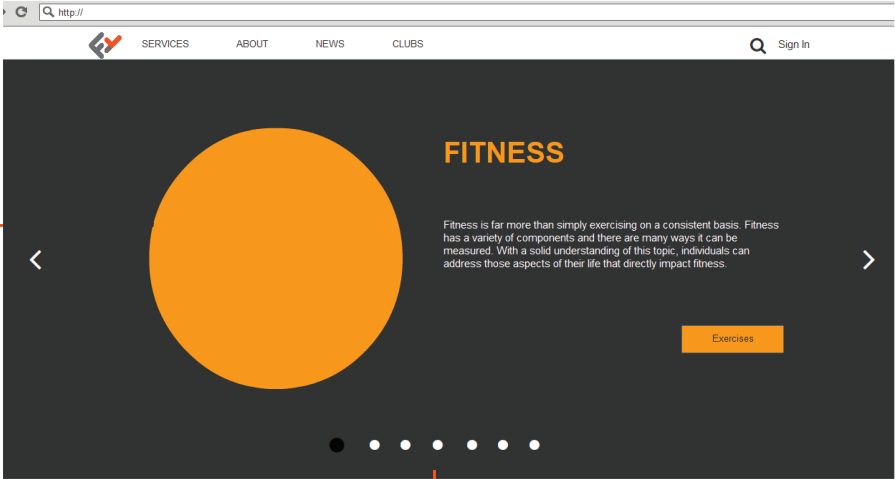 http://
SERVICES ABOUT NEWS CLUBS Sign In
FITNESS
Fitness is far more than simply exercising on a consistent basis. Fitness
has a variety of components and there are many ways it can be
measured. With a solid understanding of this topic, individuals can
address those aspects of their life that directly impact fitness.
Exercises